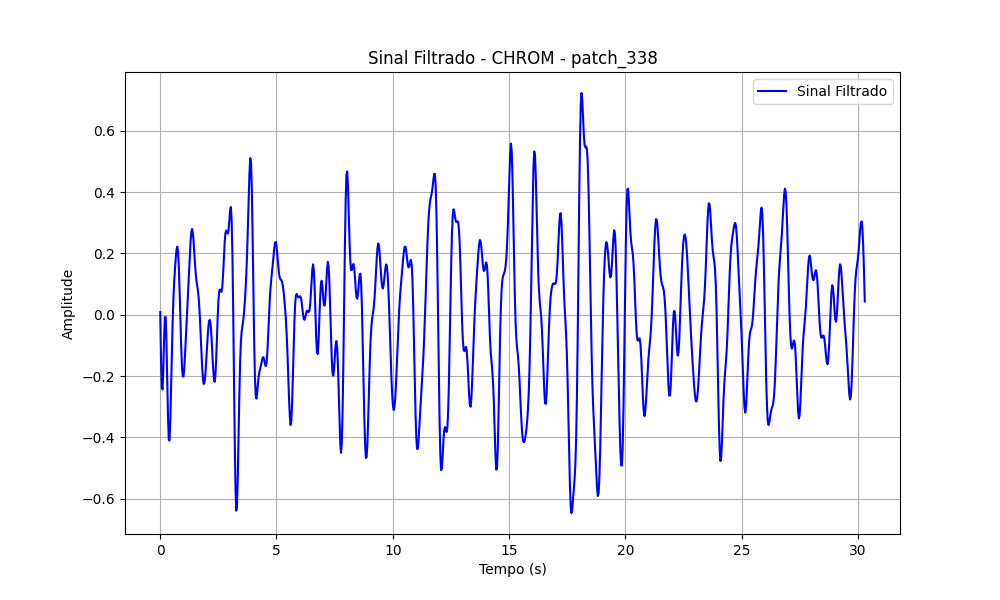 Sinal Filtrado - CHROM - patch_338
Sinal Filtrado
0.6
0.4
0.2
0.0
−0.2
−0.4
−0.6
Amplitude
0 5 10 15 20 25 30
Tempo (s)